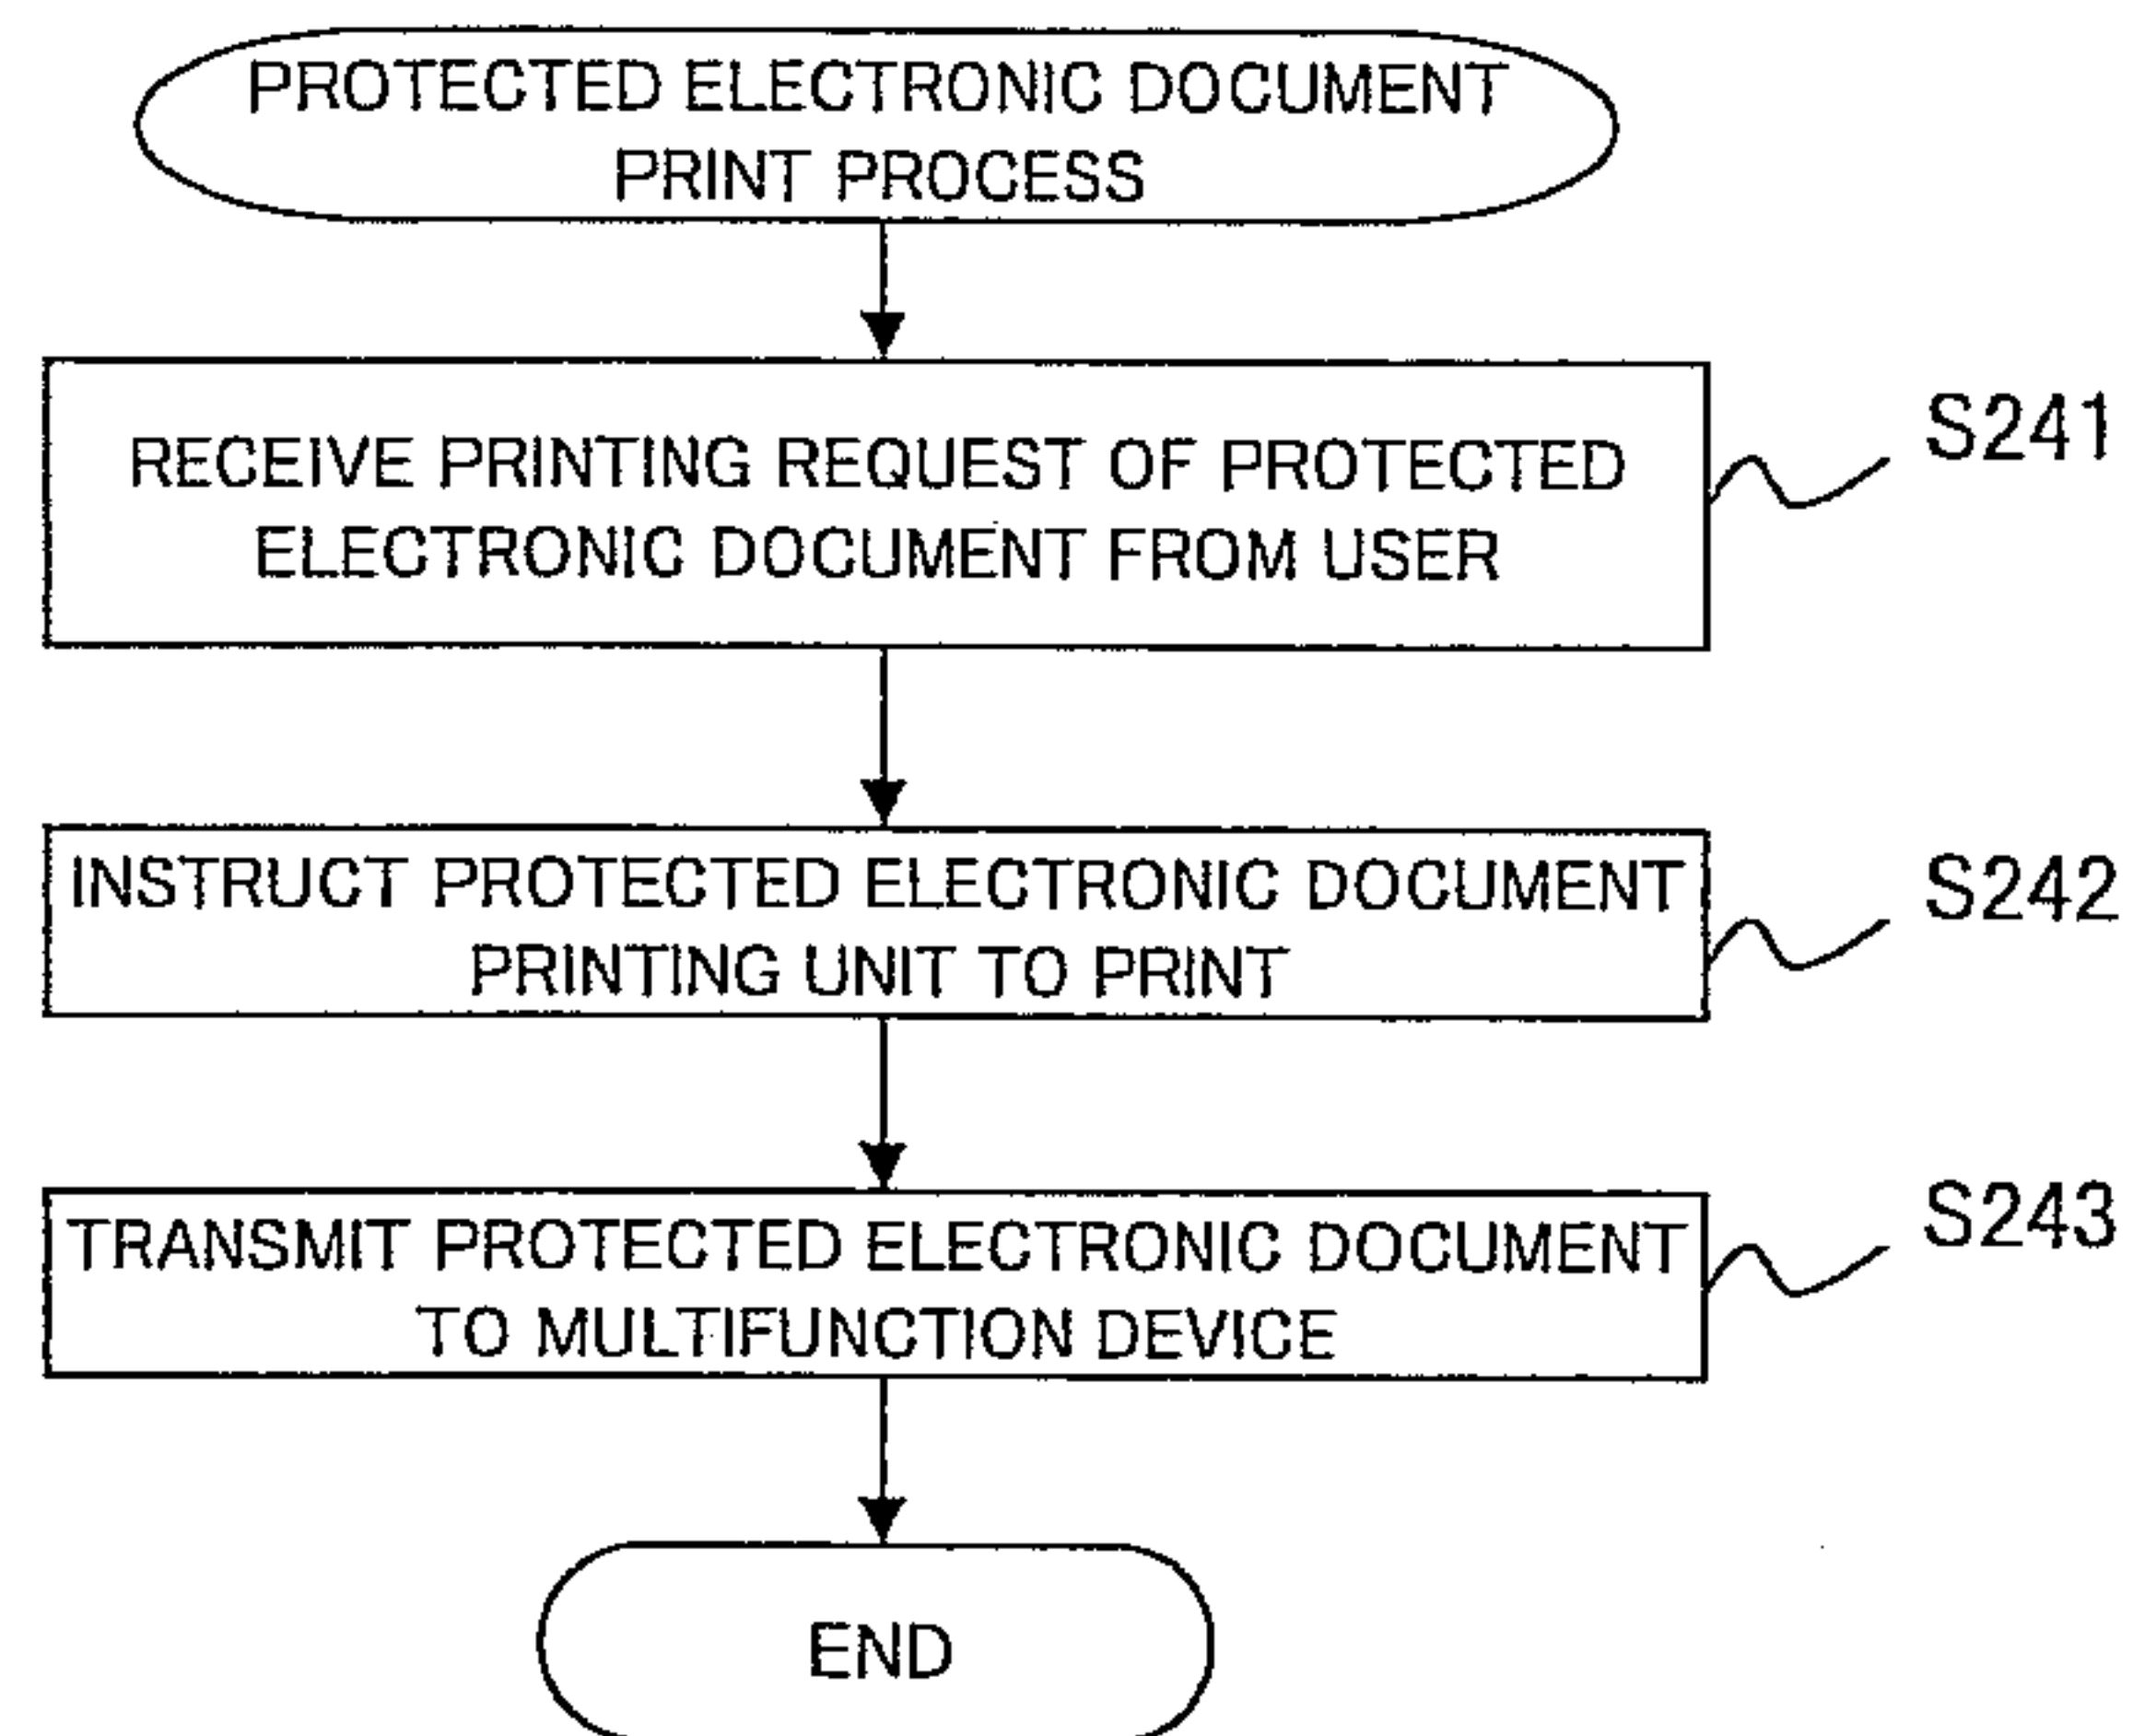 PROTECTED ELECTRONIC DOCUMENT
PRINT PROCESS
RECEIVE PRINTING REQUEST OF PROTECTED
ELECTRONIC DOCUMENT FROM USER
S241
INSTRUCT PROTECTED ELECTRONIC DOCUMENT
PRINTING UNIT TO PRINT
S242
TRANSMIT PROTECTED ELECTRONIC DOCUMENT
TO MULTIFUNCTION DEVICE
S243
END